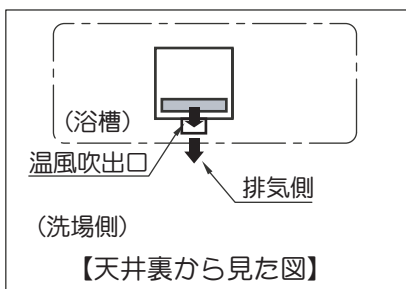 （浴槽）
温風吹出口
排気側
（洗場側）
【天井裏から見た図】